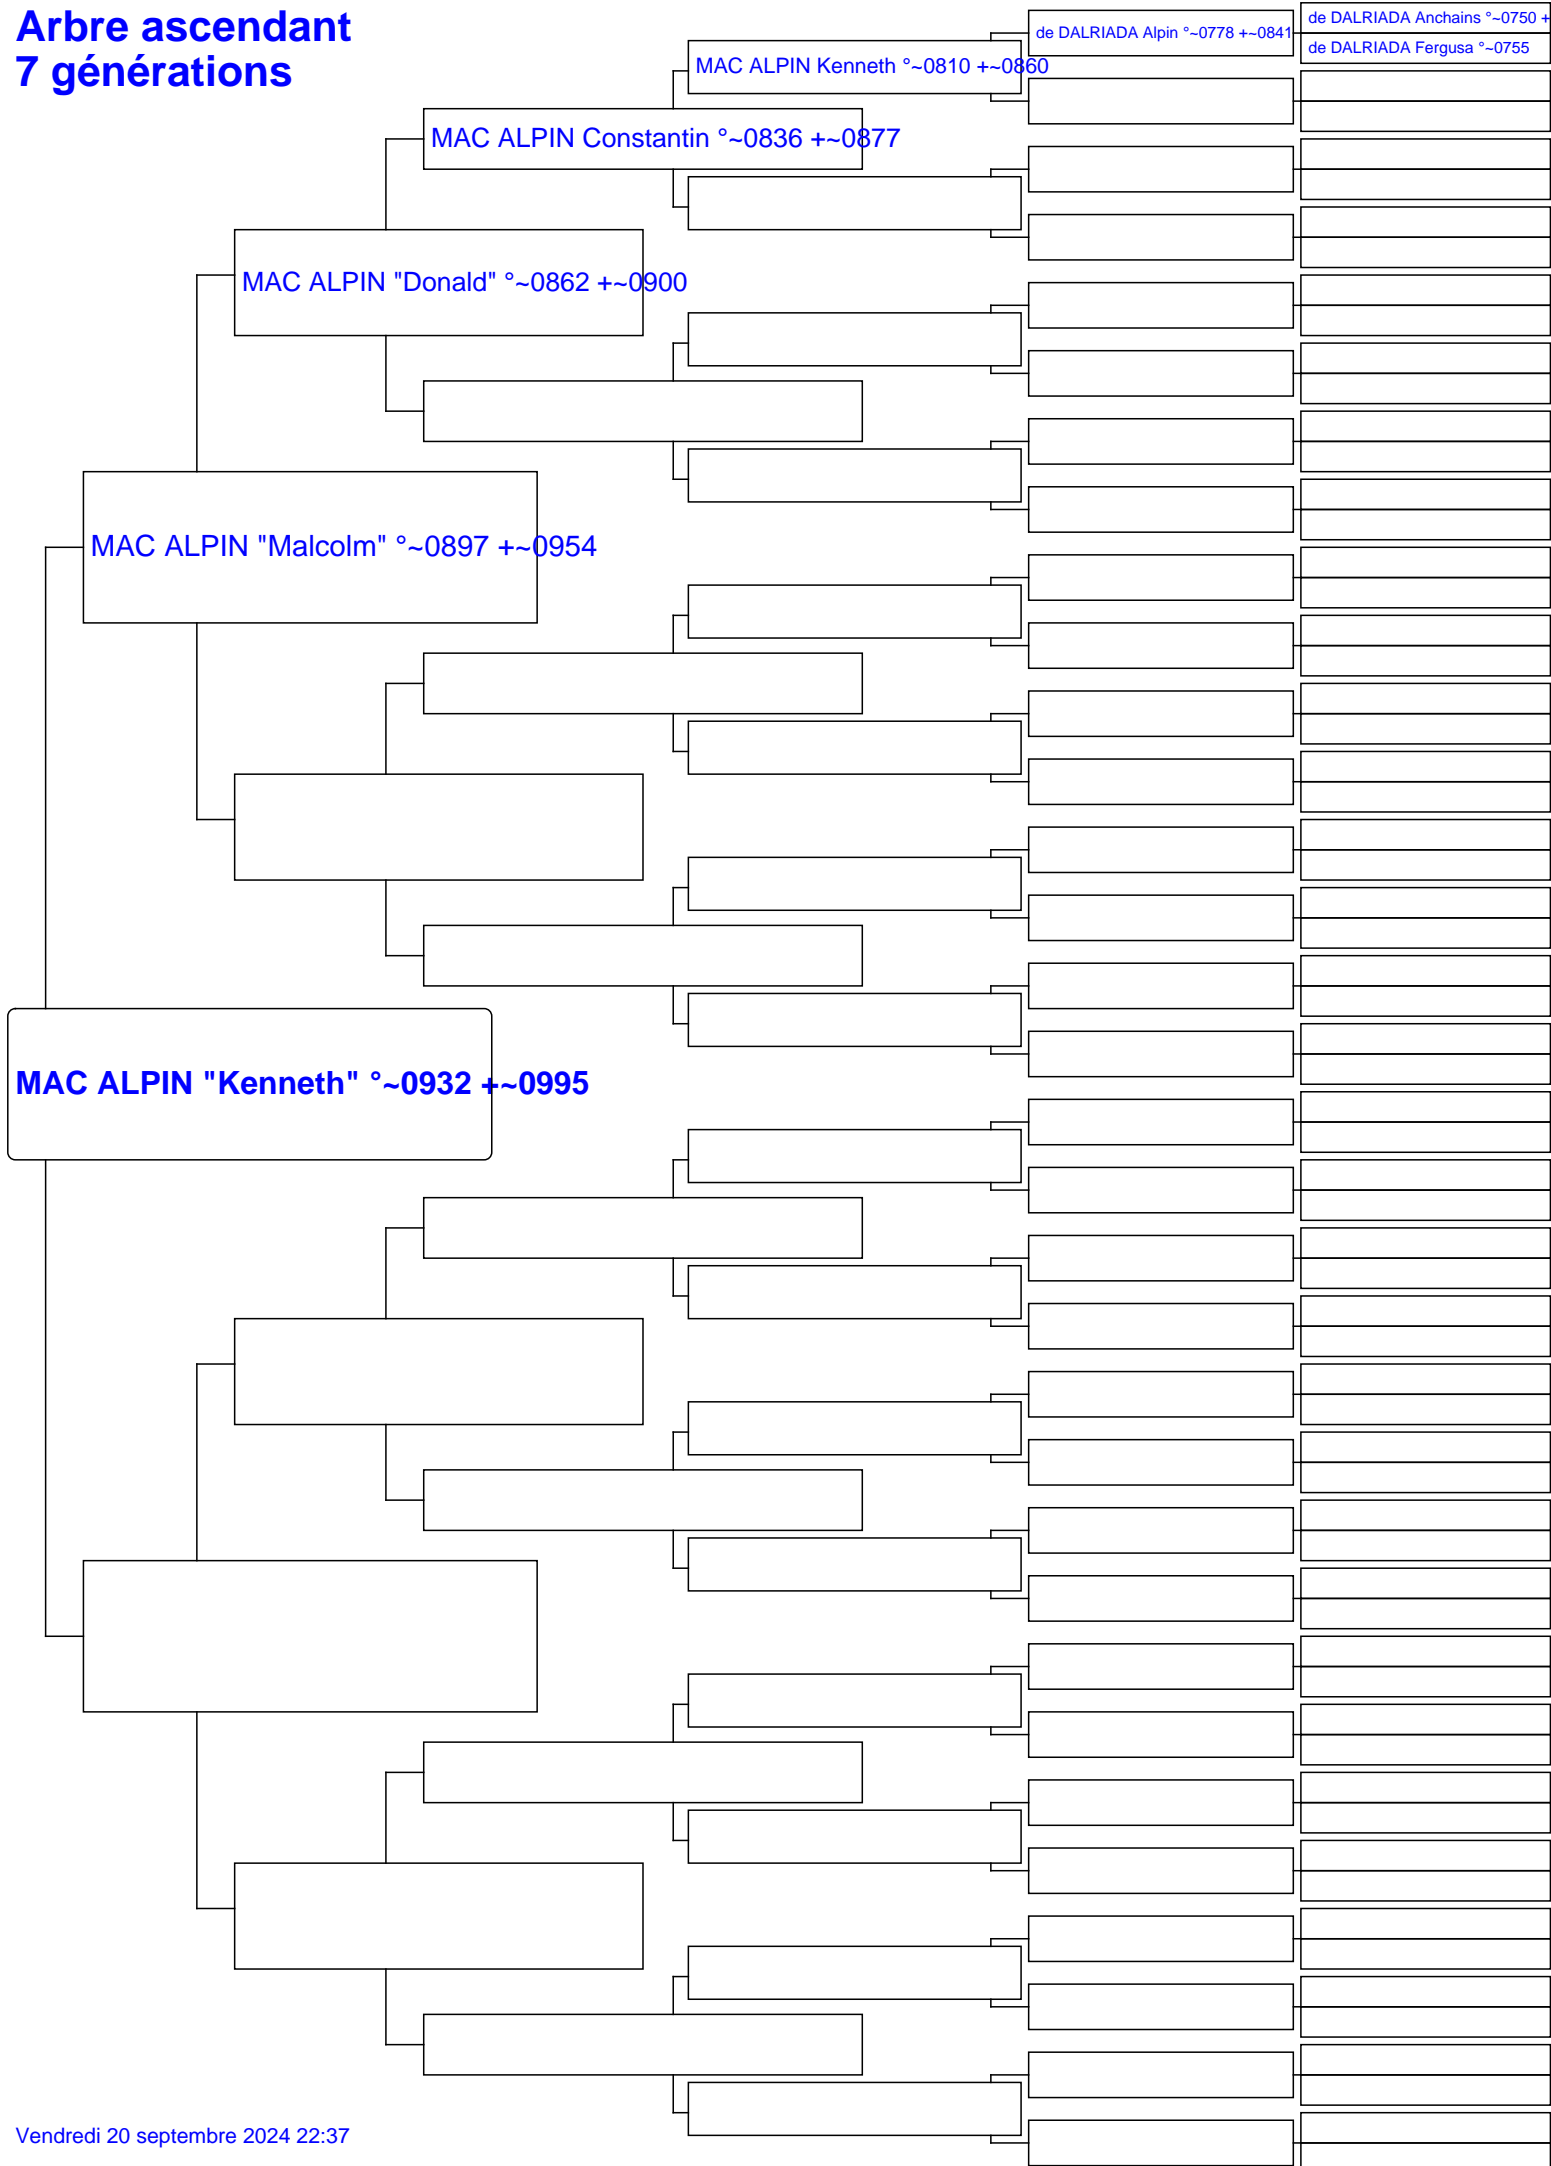 Arbre ascendant
7 générations
de DALRIADA Anchains °~0750 +
de DALRIADA Alpin °~0778 +~0841
de DALRIADA Fergusa °~0755
MAC ALPIN Kenneth °~0810 +~0860
MAC ALPIN Constantin °~0836 +~0877
MAC ALPIN "Donald" °~0862 +~0900
MAC ALPIN "Malcolm" °~0897 +~0954
MAC ALPIN "Kenneth" °~0932 +~0995
Vendredi 20 septembre 2024 22:37